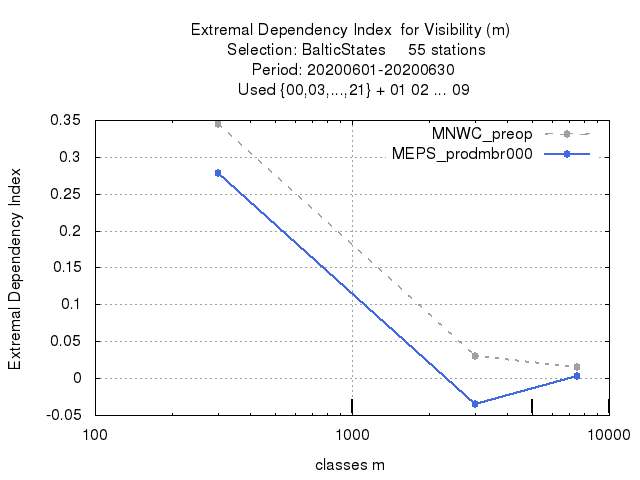 Extremal Dependency Index  for Visibility (m)
Selection: BalticStates     55 stations
Period: 20200601-20200630
Used {00,03,...,21} + 01 02 ... 09
MNWC_preop
MEPS_prodmbr000
Extremal Dependency Index
0.35
0.3
0.25
0.2
0.15
0.1
0.05
0
-0.05
100
1000
10000
classes m